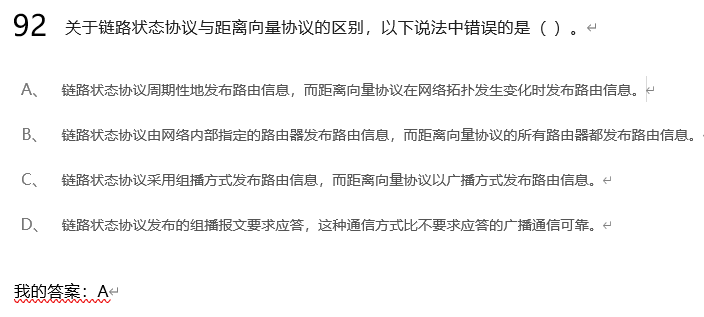 92 关于链路状态协议与距离向量协议的区别，以下说法中错误的是（ ）。
A、 链路状态协议周期性地发布路由信息，而距离向量协议在网络拓扑发生变化时发布路由信息。
B、 链路状态协议由网络内部指定的路由器发布路由信息，而距离向量协议的所有路由器都发布路由信息。
C、 链路状态协议采用组播方式发布路由信息，而距离向量协议以广播方式发布路由信息。
D、 链路状态协议发布的组播报文要求应答，这种通信方式比不要求应答的广播通信可靠。
我的答案：A